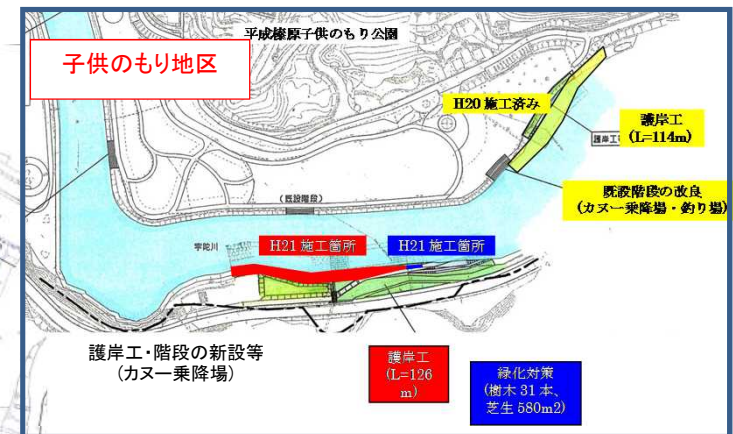 平成榛原子供のもり公園
子供のもり地区
H20 施工済み
護岸工
(L=114m)
護岸工
既設階段の改良
(カヌー乗降場・釣り場)
(既設階段)
宇陀川
H21 施工箇所
H21 施工箇所
護岸工・階段の新設等
(カヌー乗降場)
護岸工
(L=126
m)
緑化対策
(樹木 31 本、
芝生 580m2)